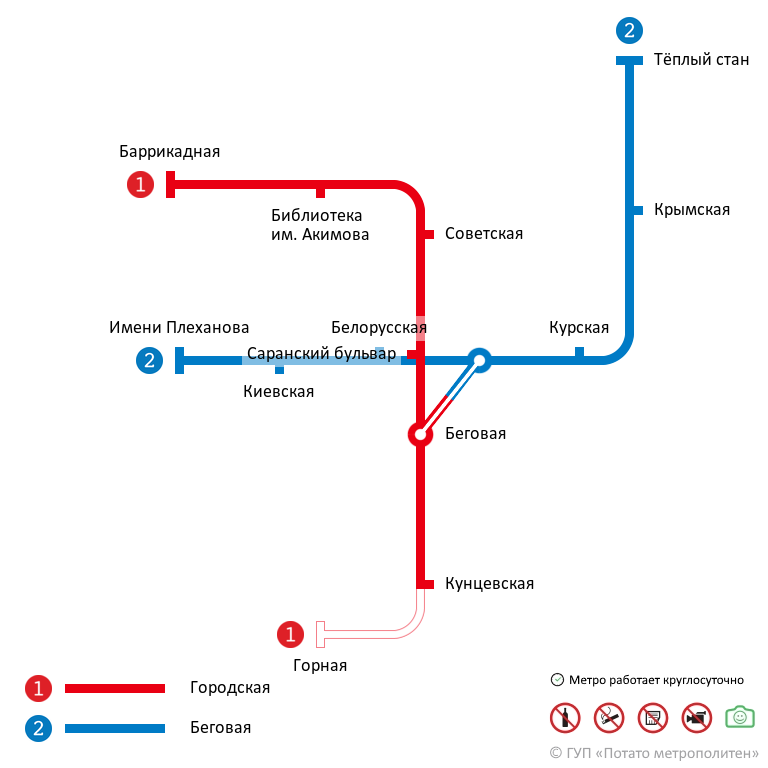 2
Тёплый стан
Баррикадная
1
Библиотека
им. Акимова
Крымская
Советская
Имени Плеханова
Белорусская
Курская
2
Саранский бульвар
Киевская
Беговая
Кунцевская
1
Горная
1 Городская
2 Беговая
Метро работает круглосуточно
© ГУП «Потато метрополитен»